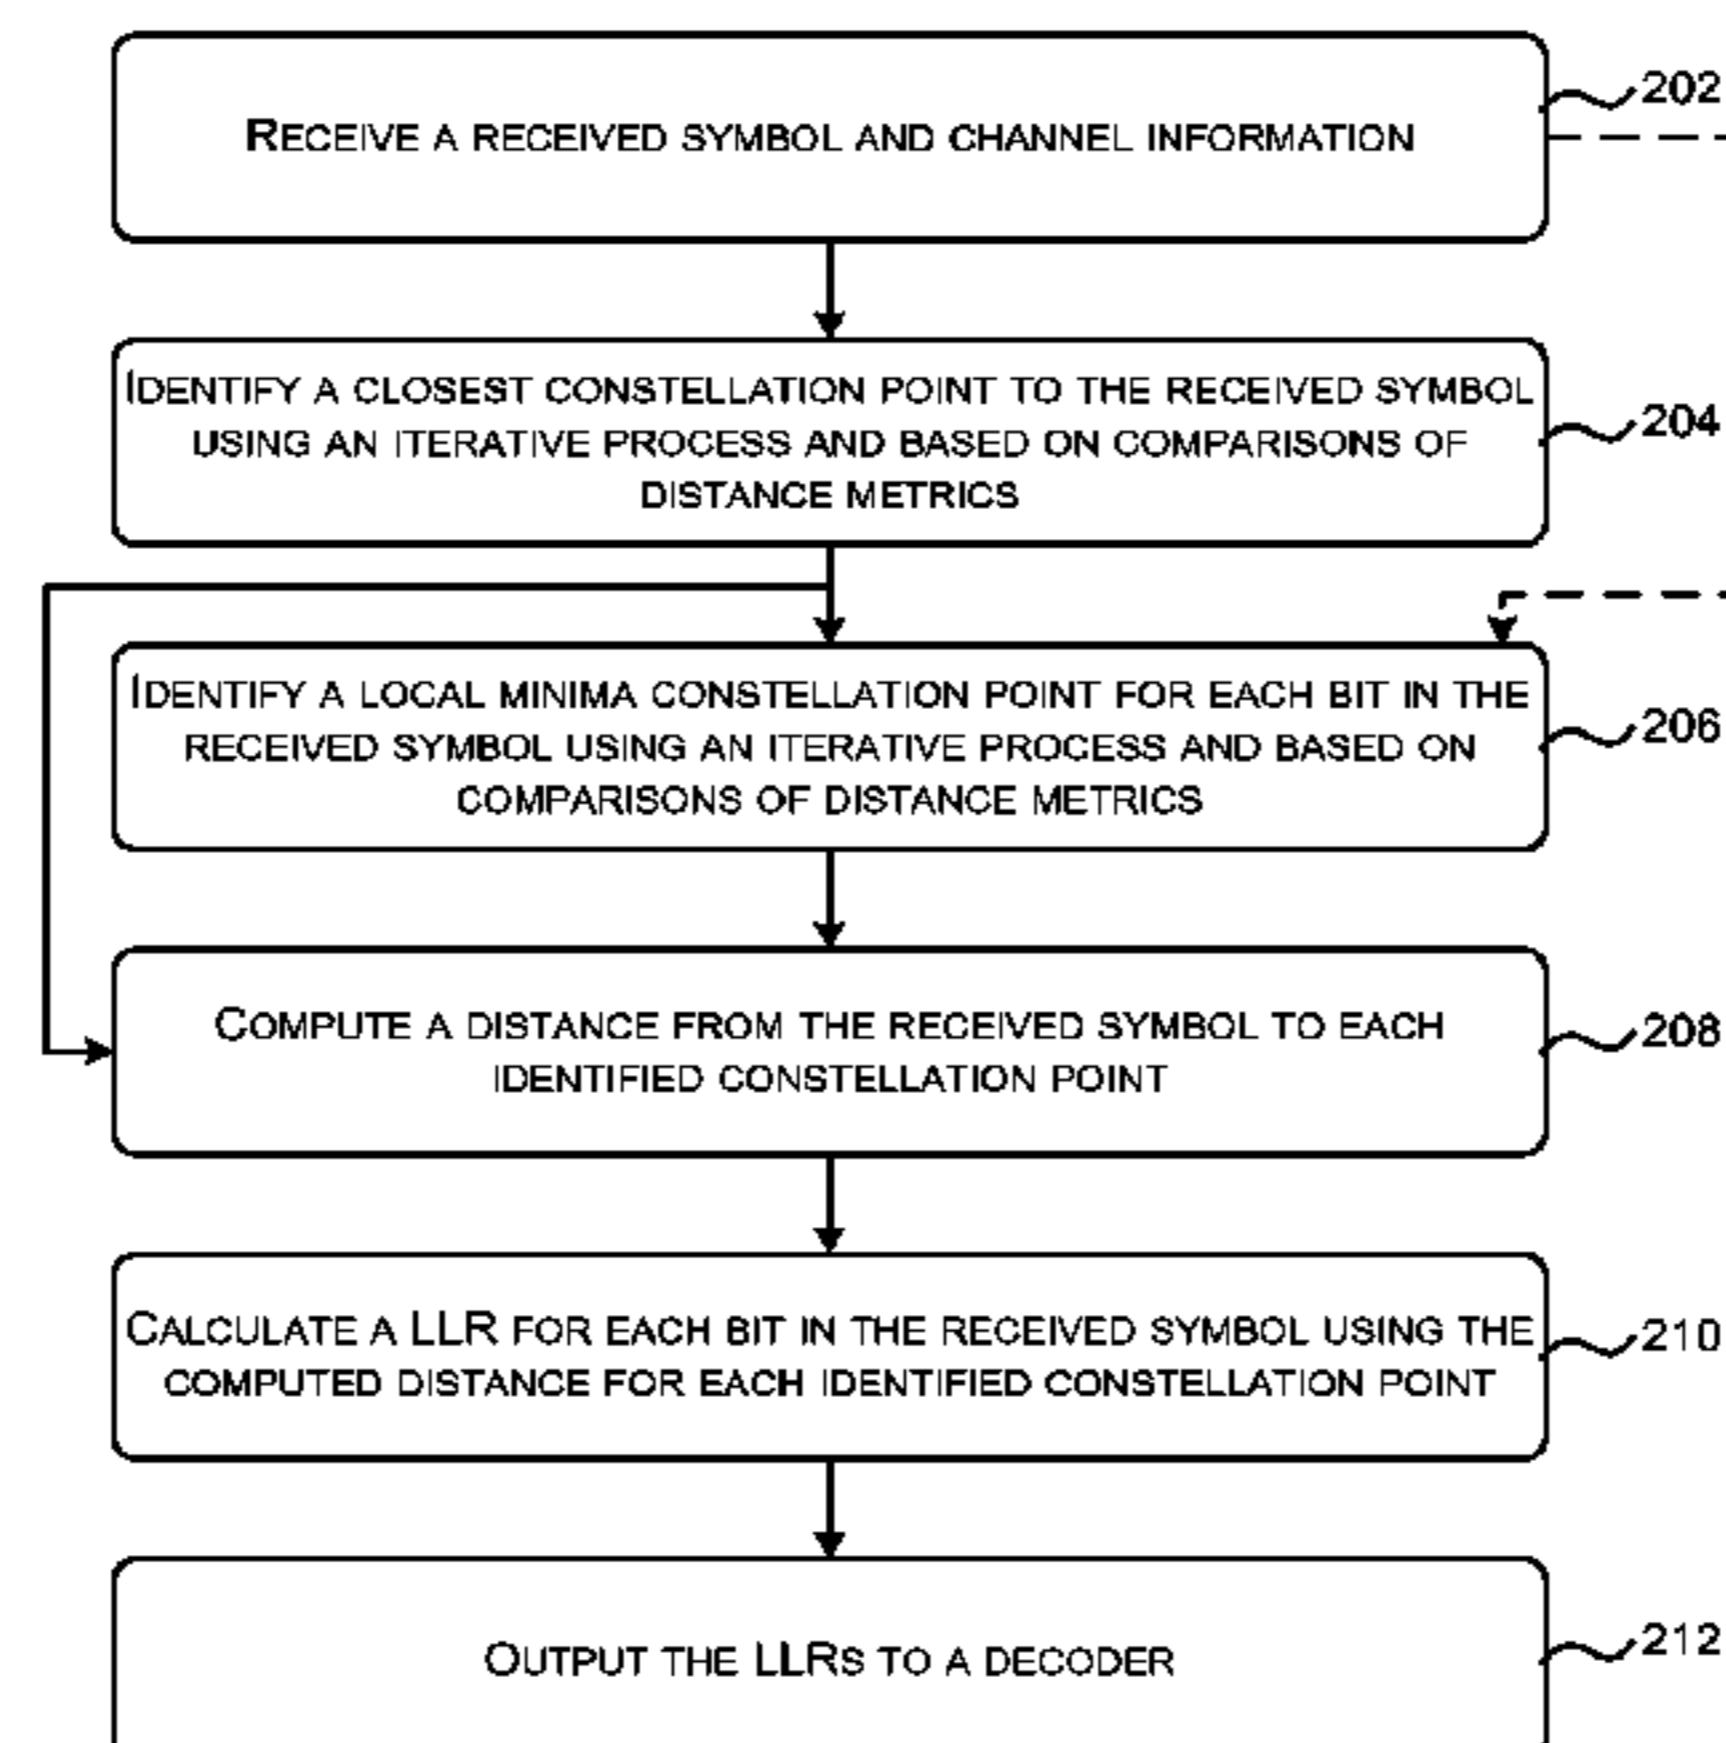 RECEIVE A RECEIVED SYMBOL AND CHANNEL INFORMATION
202
IDENTIFY A CLOSEST CONSTELLATION POINT TO THE RECEIVED SYMBOL
USING AN ITERATIVE PROCESS AND BASED ON COMPARISONS OF
DISTANCE METRICS
204
IDENTIFY A LOCAL MINIMA CONSTELLATION POINT FOR EACH BIT IN THE
RECEIVED SYMBOL USING AN ITERATIVE PROCESS AND BASED ON
COMPARISONS OF DISTANCE METRICS
206
COMPUTE A DISTANCE FROM THE RECEIVED SYMBOL TO EACH
IDENTIFIED CONSTELLATION POINT
208
CALCULATE A LLR FOR EACH BIT IN THE RECEIVED SYMBOL USING THE
COMPUTED DISTANCE FOR EACH IDENTIFIED CONSTELLATION POINT
210
OUTPUT THE LLRS TO A DECODER
212